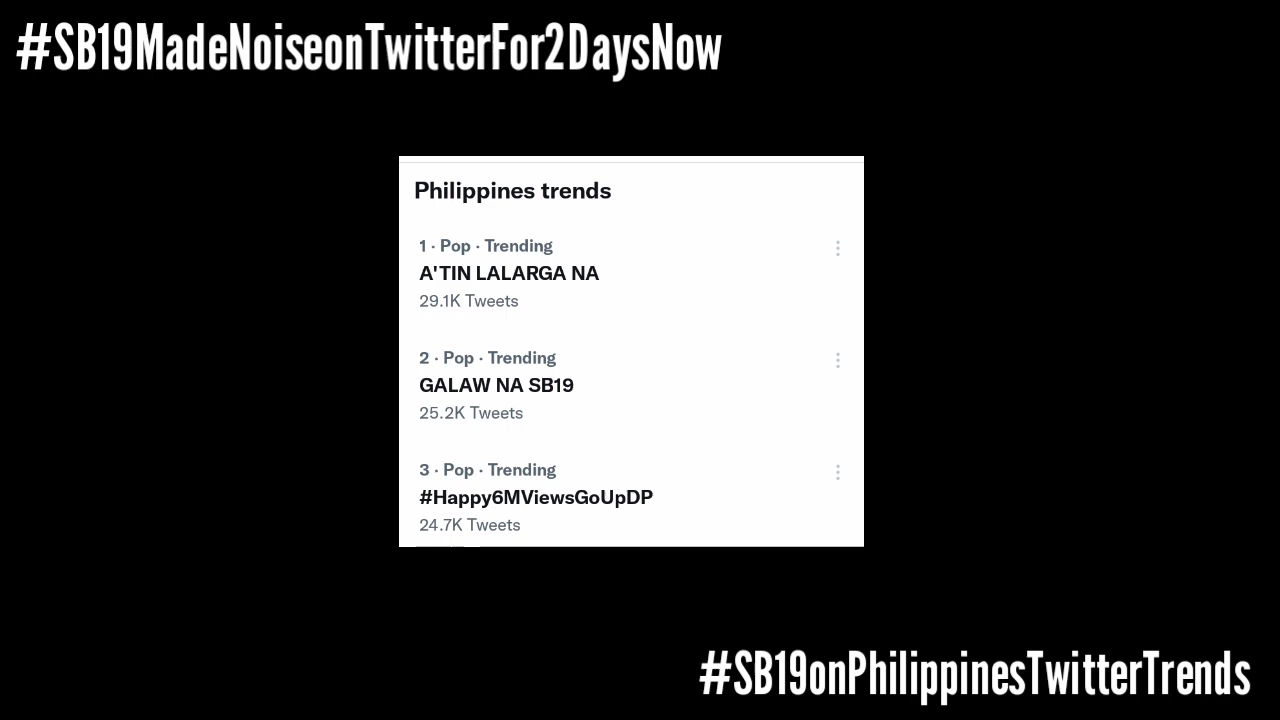 #SB19MadeNoiseonTwitterFor2DaysNow
Philippines trends
1 · Pop · Trending
A'TIN LALARGA NA
29.1K Tweets
2 · Pop · Trending
GALAW NA SB19
25.2K Tweets
3 · Pop · Trending
#Happy6MViewsGoUpDP
24.7K Tweets
#SB19onPhilippinesTwitterTrends